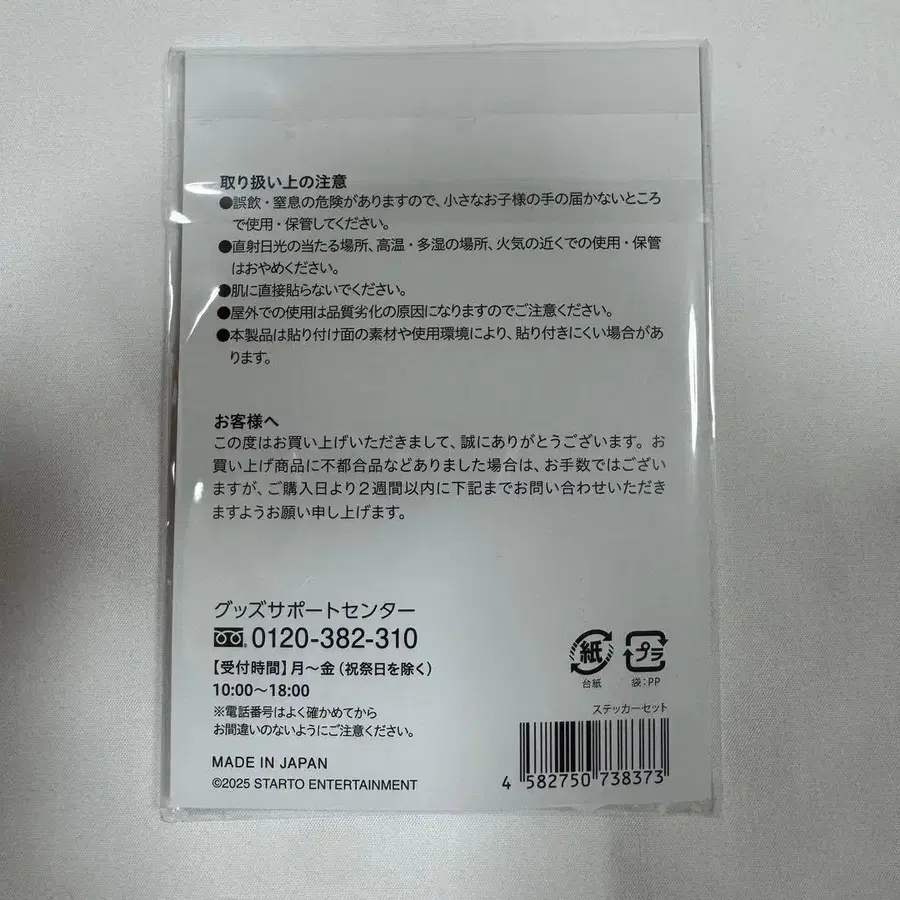 取り扱い上の注意
●誤飲・窒息の危険がありますので、小さなお子様の手の届かないところ
で使用・保管してください。
●直射日光の当たる場所、高温・多湿の場所、火気の近くでの使用・保管
はおやめください。
●肌に直接貼らないでください。
●屋外での使用は品質劣化の原因になりますのでご注意ください。
●本製品は貼り付け面の素材や使用環境により、貼り付きにくい場合があ
ります。
お客様へ
この度はお買い上げいただきまして、誠にありがとうございます。お
買い上げ商品に不都合品などありました場合は、お手数ではござい
ますが、ご購入日より2週間以内に下記までお問い合わせいただき
ますようお願い申し上げます。
グッズサポートセンター
0120-382-310
【受付時間】月〜金（祝祭日を除く）
10:00〜18:00
※電話番号はよく確かめてから
お間違いのないようにご注意ください。
MADE IN JAPAN
©2025 STARTO ENTERTAINMENT
紙
台紙
プラ
袋：PP
ステッカーセット
4 582750 738373